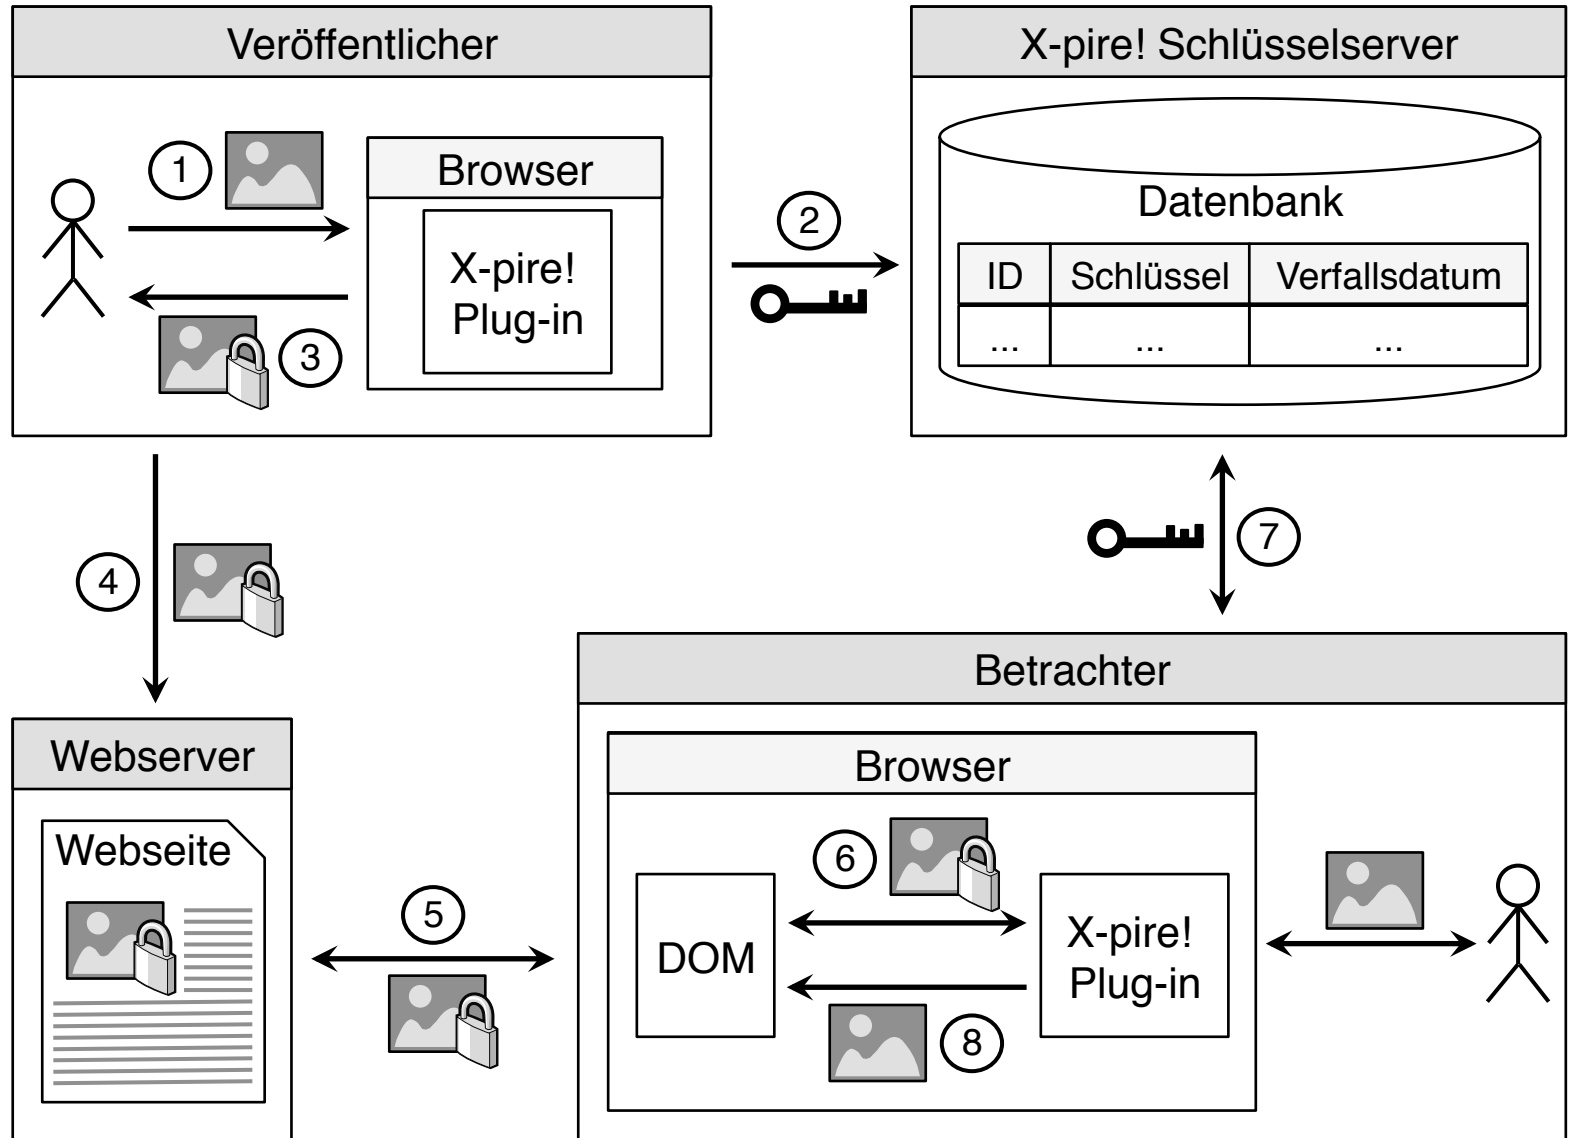 Veröffentlicher
1
Browser
X-pire!
Plug-in
3
2
X-pire! Schlüsselserver
Datenbank
ID Schlüssel Verfallsdatum
... ... ...
4
7
Webserver
Webseite
5
Betrachter
Browser
6
DOM
X-pire!
Plug-in
8